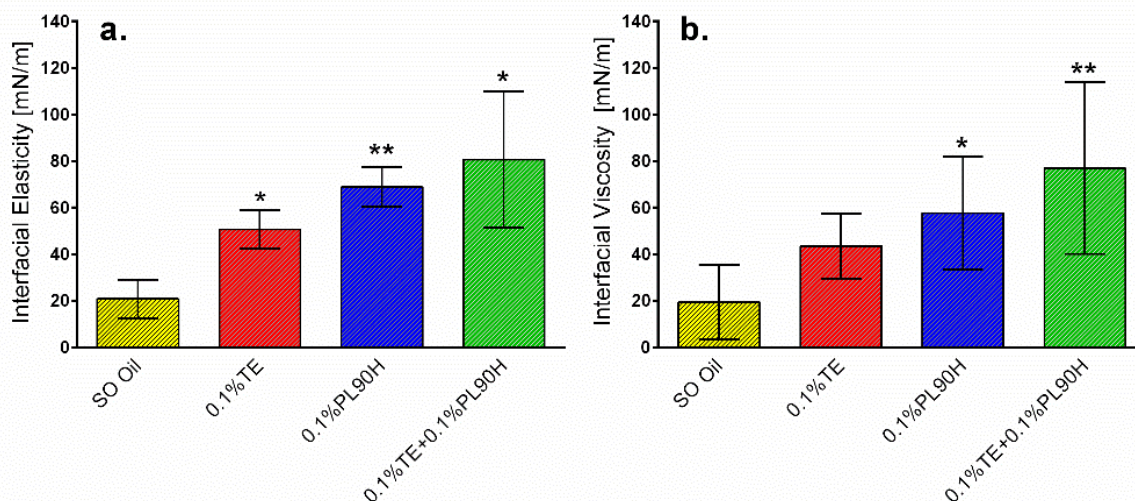 a.
Interfacial Elasticity [mN/m]
140
120
100
80
60
40
20
0
*
**
*
SO Oil
0.1%TE
0.1%PL90H
0.1%TE+0.1%PL90H
b.
Interfacial Viscosity [mN/m]
140
120
100
80
60
40
20
0
*
**
SO Oil
0.1%TE
0.1%PL90H
0.1%TE+0.1%PL90H